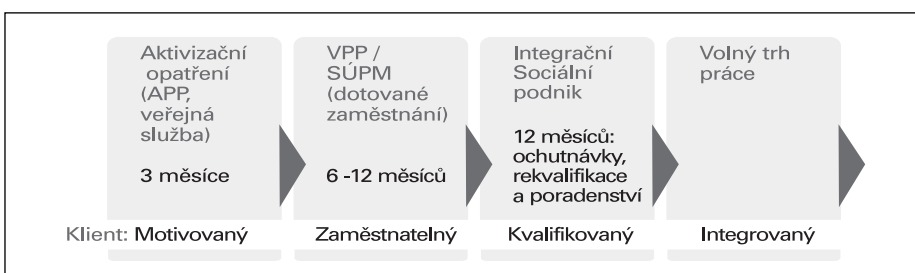 Aktivizační
opatření
(APP,
veřejná
služba)
3 měsíce
VPP /
SÚPM
(dotované
zaměstnání)
6 -12 měsíců
Integrační
Sociální
podnik
12 měsíců:
ochutnávky,
rekvalifikace
a poradenství
Volný trh
práce
Klient: Motivovaný
Zaměstnatelný
Kvalifikovaný
Integrovaný